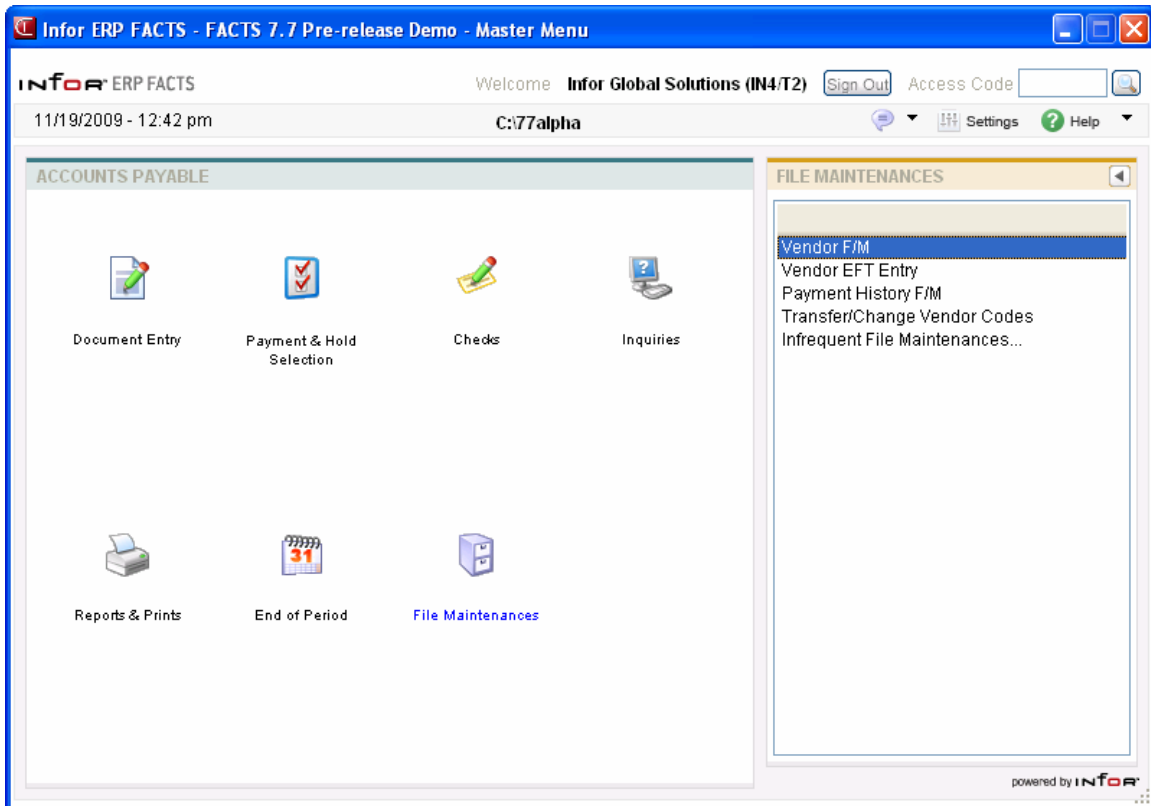 Infor ERP FACTS - FACTS 7.7 Pre-release Demo - Master Menu
infor ERP FACTS
Welcome Infor Global Solutions (IN4/T2) Sign Out Access Code
11/19/2009 - 12:42 pm
C:\77alpha
Settings
Help
ACCOUNTS PAYABLE
Document Entry
Payment & Hold
Selection
Checks
Inquiries
Reports & Prints
31
End of Period
File Maintenances
FILE MAINTENANCES
Vendor F/M
Vendor EFT Entry
Payment History F/M
Transfer/Change Vendor Codes
Infrequent File Maintenances...
powered by infor